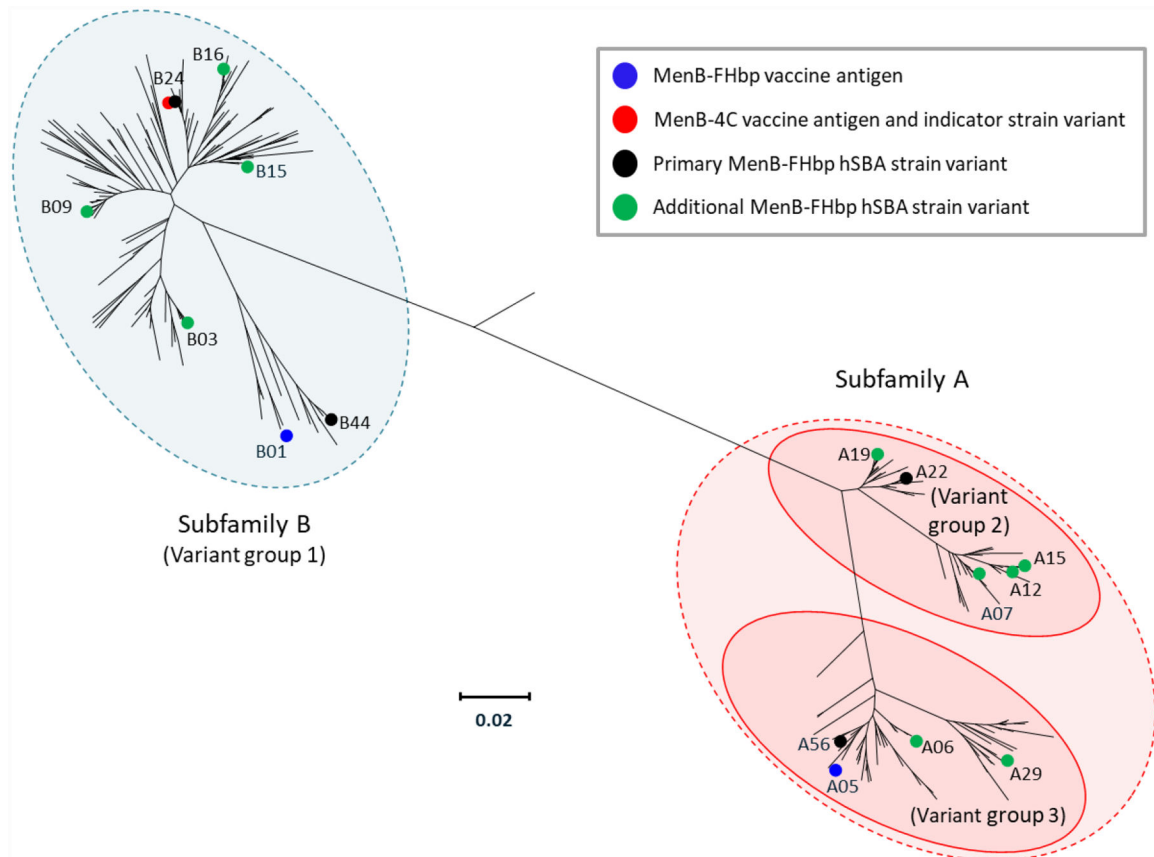 B16
B24
B15
B09
B03
B44
B01
Subfamily B
(Variant group 1)
MenB-FHbp vaccine antigen
MenB-4C vaccine antigen and indicator strain variant
Primary MenB-FHbp hSBA strain variant
Additional MenB-FHbp hSBA strain variant
Subfamily A
A19
A22
(Variant
group 2)
A15
A12
A07
0.02
A56
A06
A05
A29
(Variant group 3)